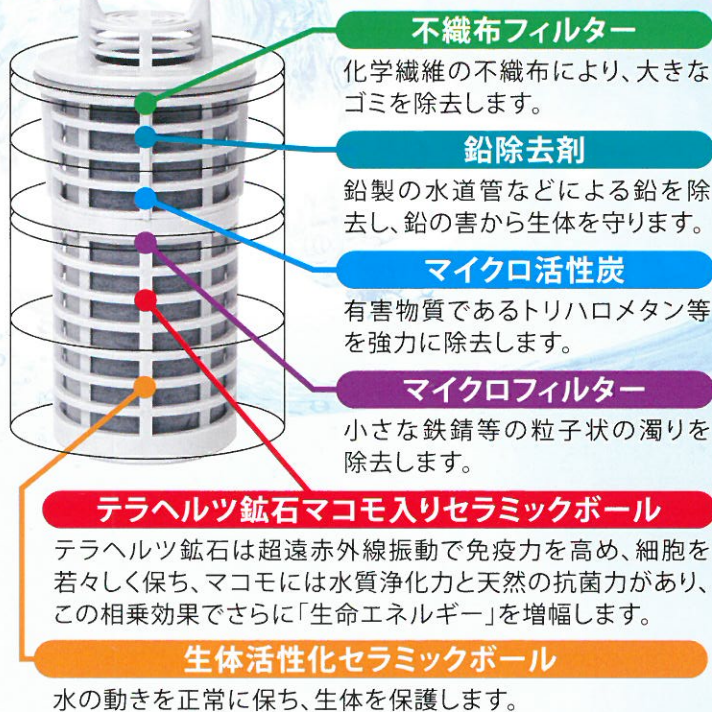 不織布フィルター
化学繊維の不織布により、大きな
ゴミを除去します。
鉛除去剤
鉛製の水道管などによる鉛を除
去し、鉛の害から生体を守ります。
マイクロ活性炭
有害物質であるトリハロメタン等
を強力に除去します。
マイクロフィルター
小さな鉄錆等の粒子状の濁りを
除去します。
テラヘルツ鉱石マコモ入りセラミックボール
テラヘルツ鉱石は超遠赤外線振動で免疫力を高め、細胞を
若々しく保ち、マコモには水質浄化力と天然の抗菌力があり、
この相乗効果でさらに「生命エネルギー」を増幅します。
生体活性化セラミックボール
水の動きを正常に保ち、生体を保護します。